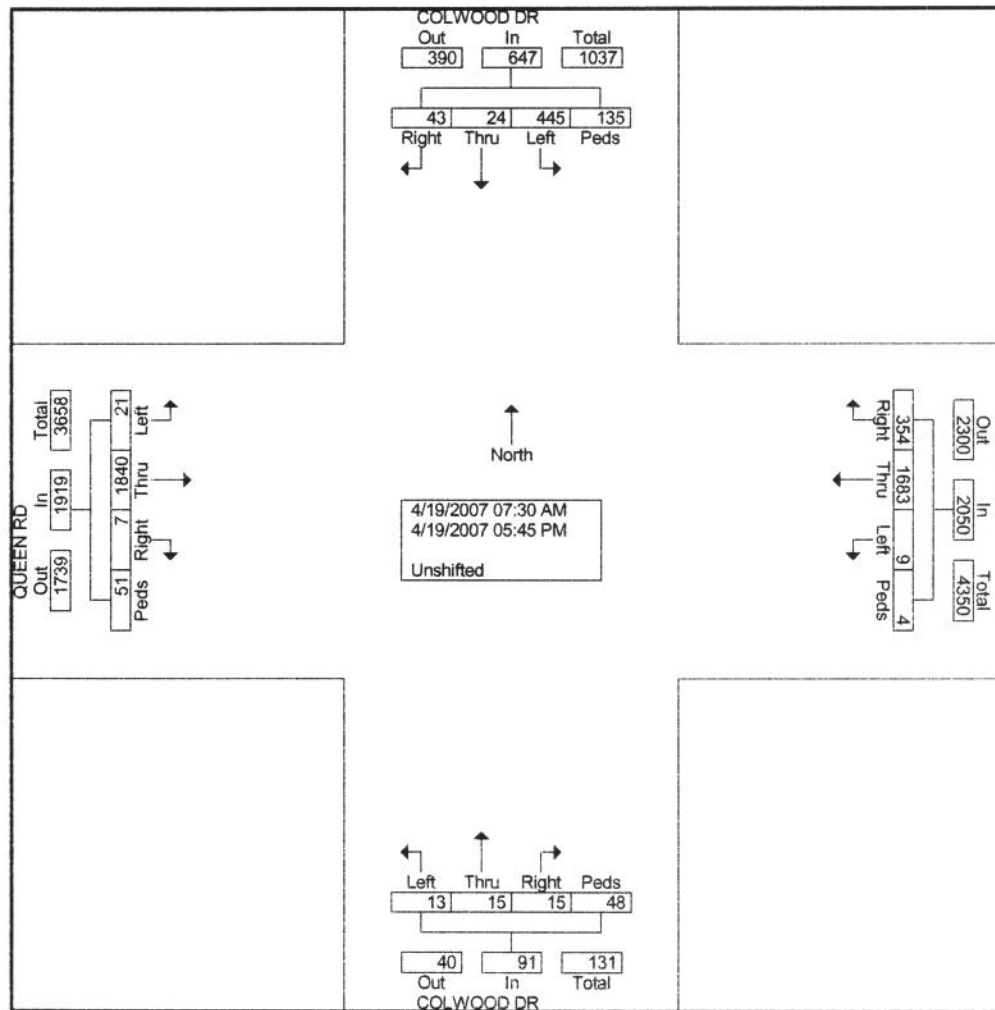 COLWOOD DR
Out In Total
390 647 1037
43 24 445 135
Right Thru Left Peds
QUEEN RD
Total In Out
3658 1919 1739
21 1840 7 51
Left Thru Right Peds
North
4/19/2007 07:30 AM
4/19/2007 05:45 PM
Unshifted
Right Thru Left Peds
354 1683 9 4
Out In Total
2300 2050 4350
Left Thru Right Peds
13 15 15 48
40 91 131
Out In Total
COLWOOD DR